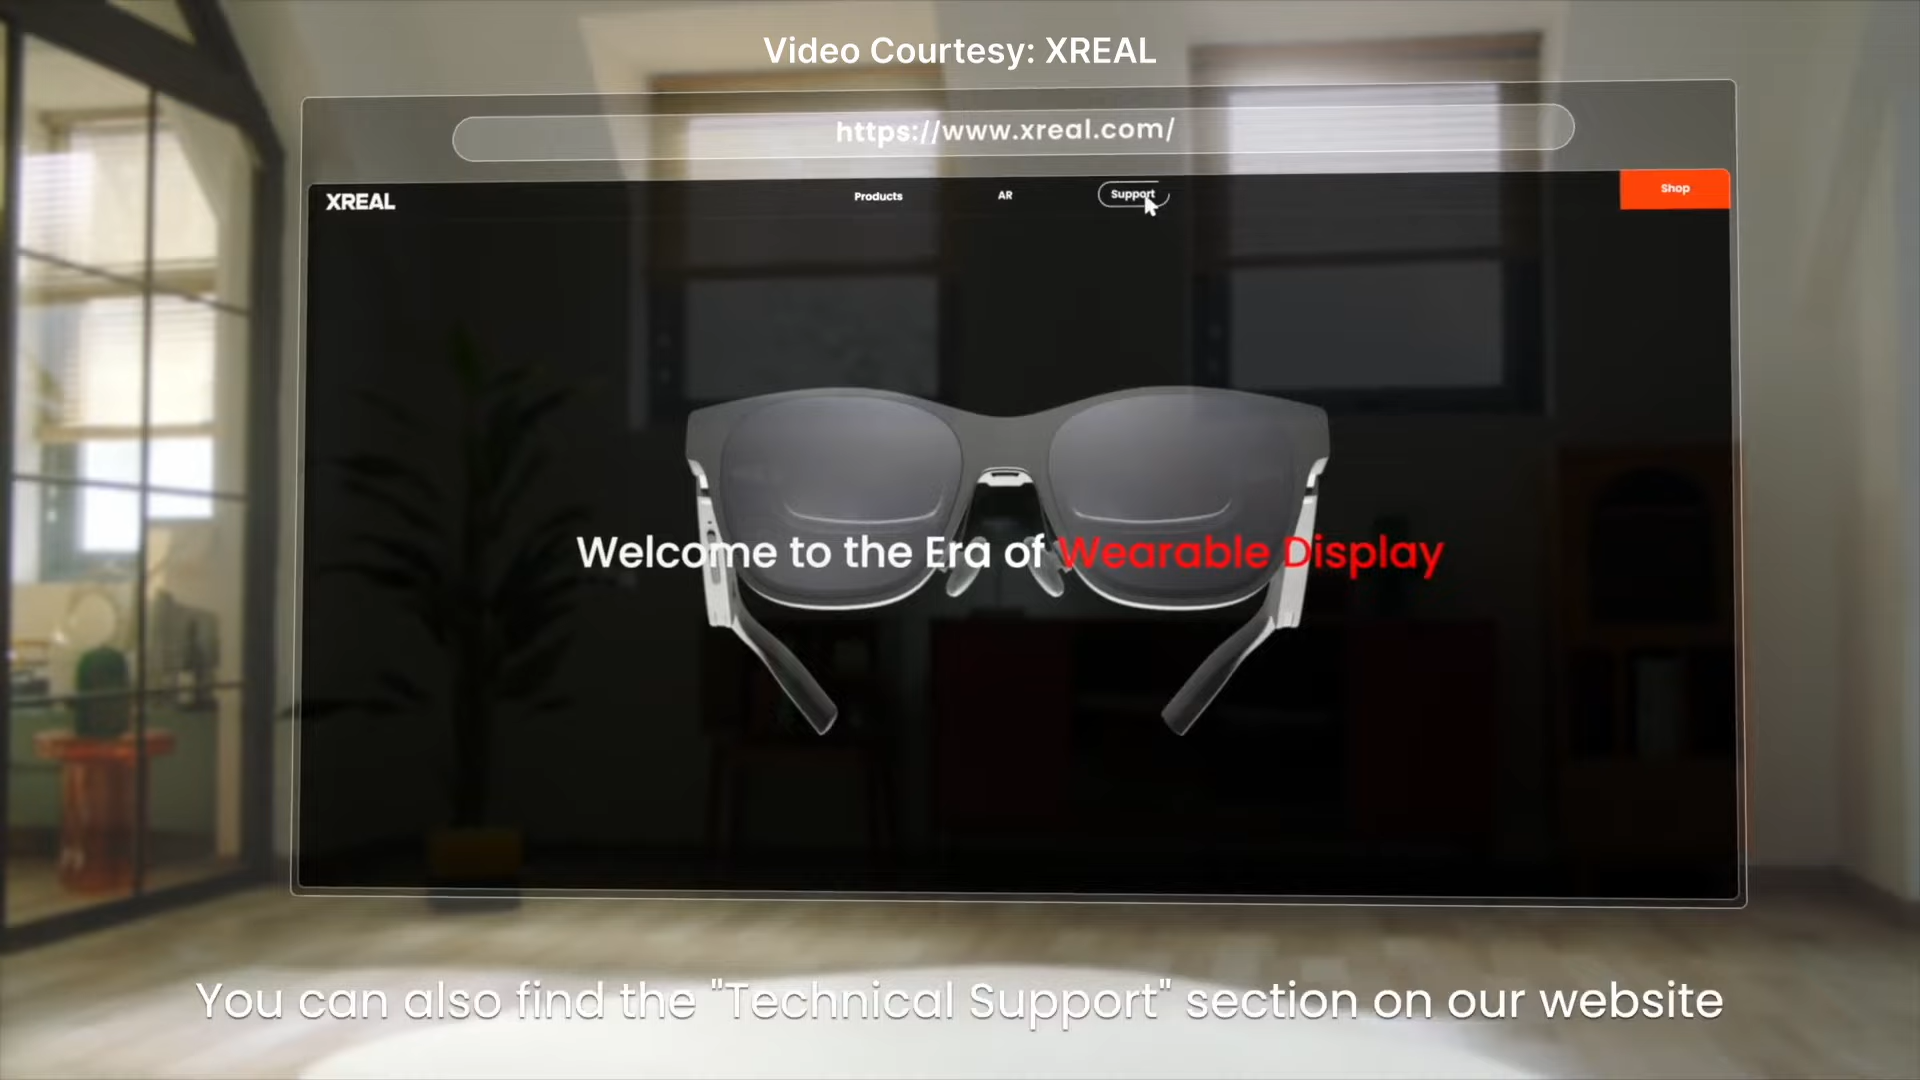 Video Courtesy: XREAL
https://www.xreal.com/
XREAL
Products
AR
Support
Shop
Welcome to the Era of Wearable Display
You can also find the "Technical Support" section on our website